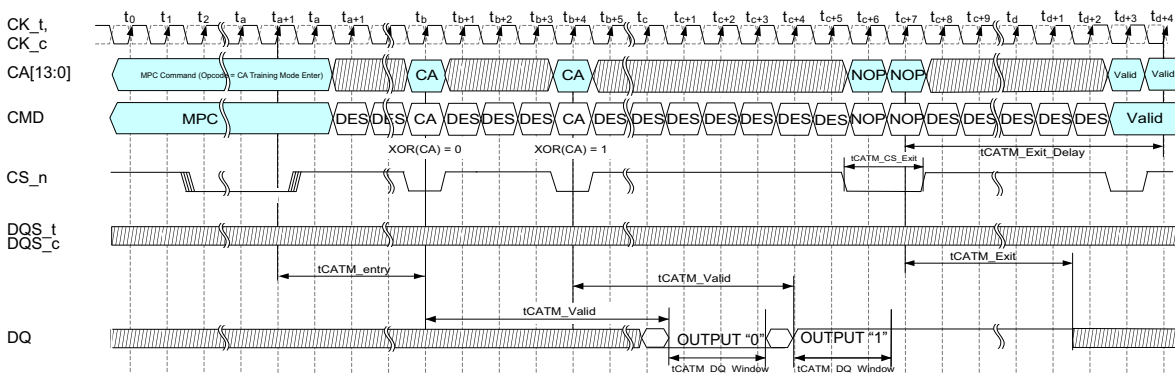 t0 t1 t2 ta ta+1 ta+1 tb tb+1 tb+2 tb+3 tb+4 tb+5 tc tc+1 tc+2 tc+3 tc+4 tc+5 tc+6 tc+7 tc+8 tc+9 td td+1 td+2 td+3 td+4
CK_t,
CK_c
CA[13:0] MPC Command (Opcode = CA Training Mode Enter) CA CA NOP NOP Valid Valid
CMD MPC DES DES CA DES DES DES CA DES DES DES DES DES DES DES NOP NOP DES DES DES DES DES Valid
XOR(CA) = 0 XOR(CA) = 1 tCATM_Exit_Delay
tCATM_CS_Exit
CS_n
DQS_t
DQS_c
tCATM_entry tCATM_Valid tCATM_Exit
tCATM_Valid
DQ OUTPUT “0” OUTPUT “1”
tCATM_DQ_Window tCATM_DQ_Window